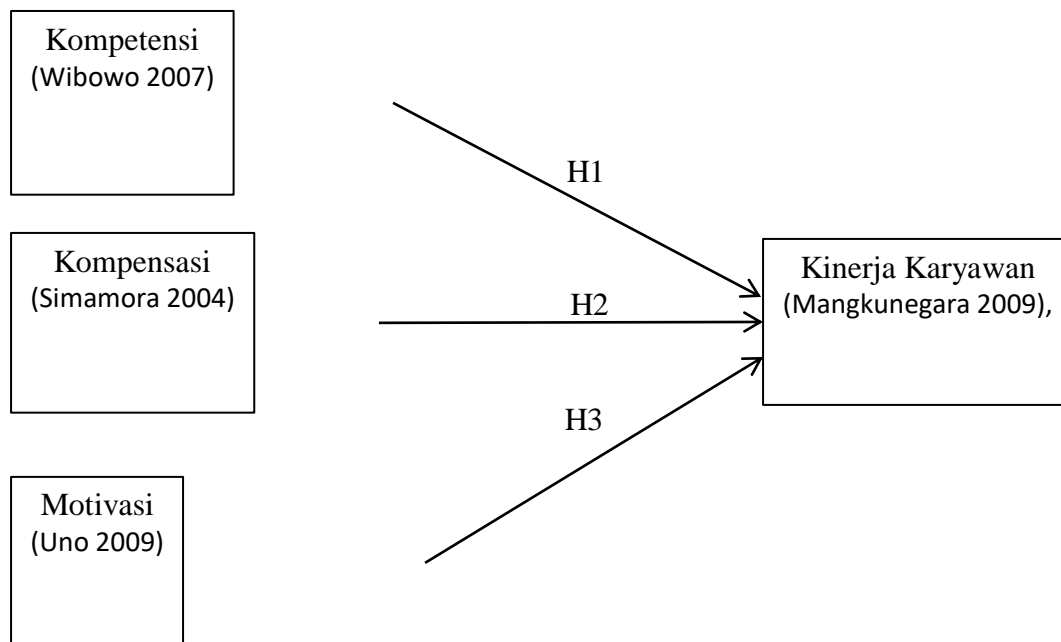 Kompetensi
(Wibowo 2007)
H1
Kompensasi
(Simamora 2004)
H2
Kinerja Karyawan
(Mangkunegara 2009),
H3
Motivasi
(Uno 2009)